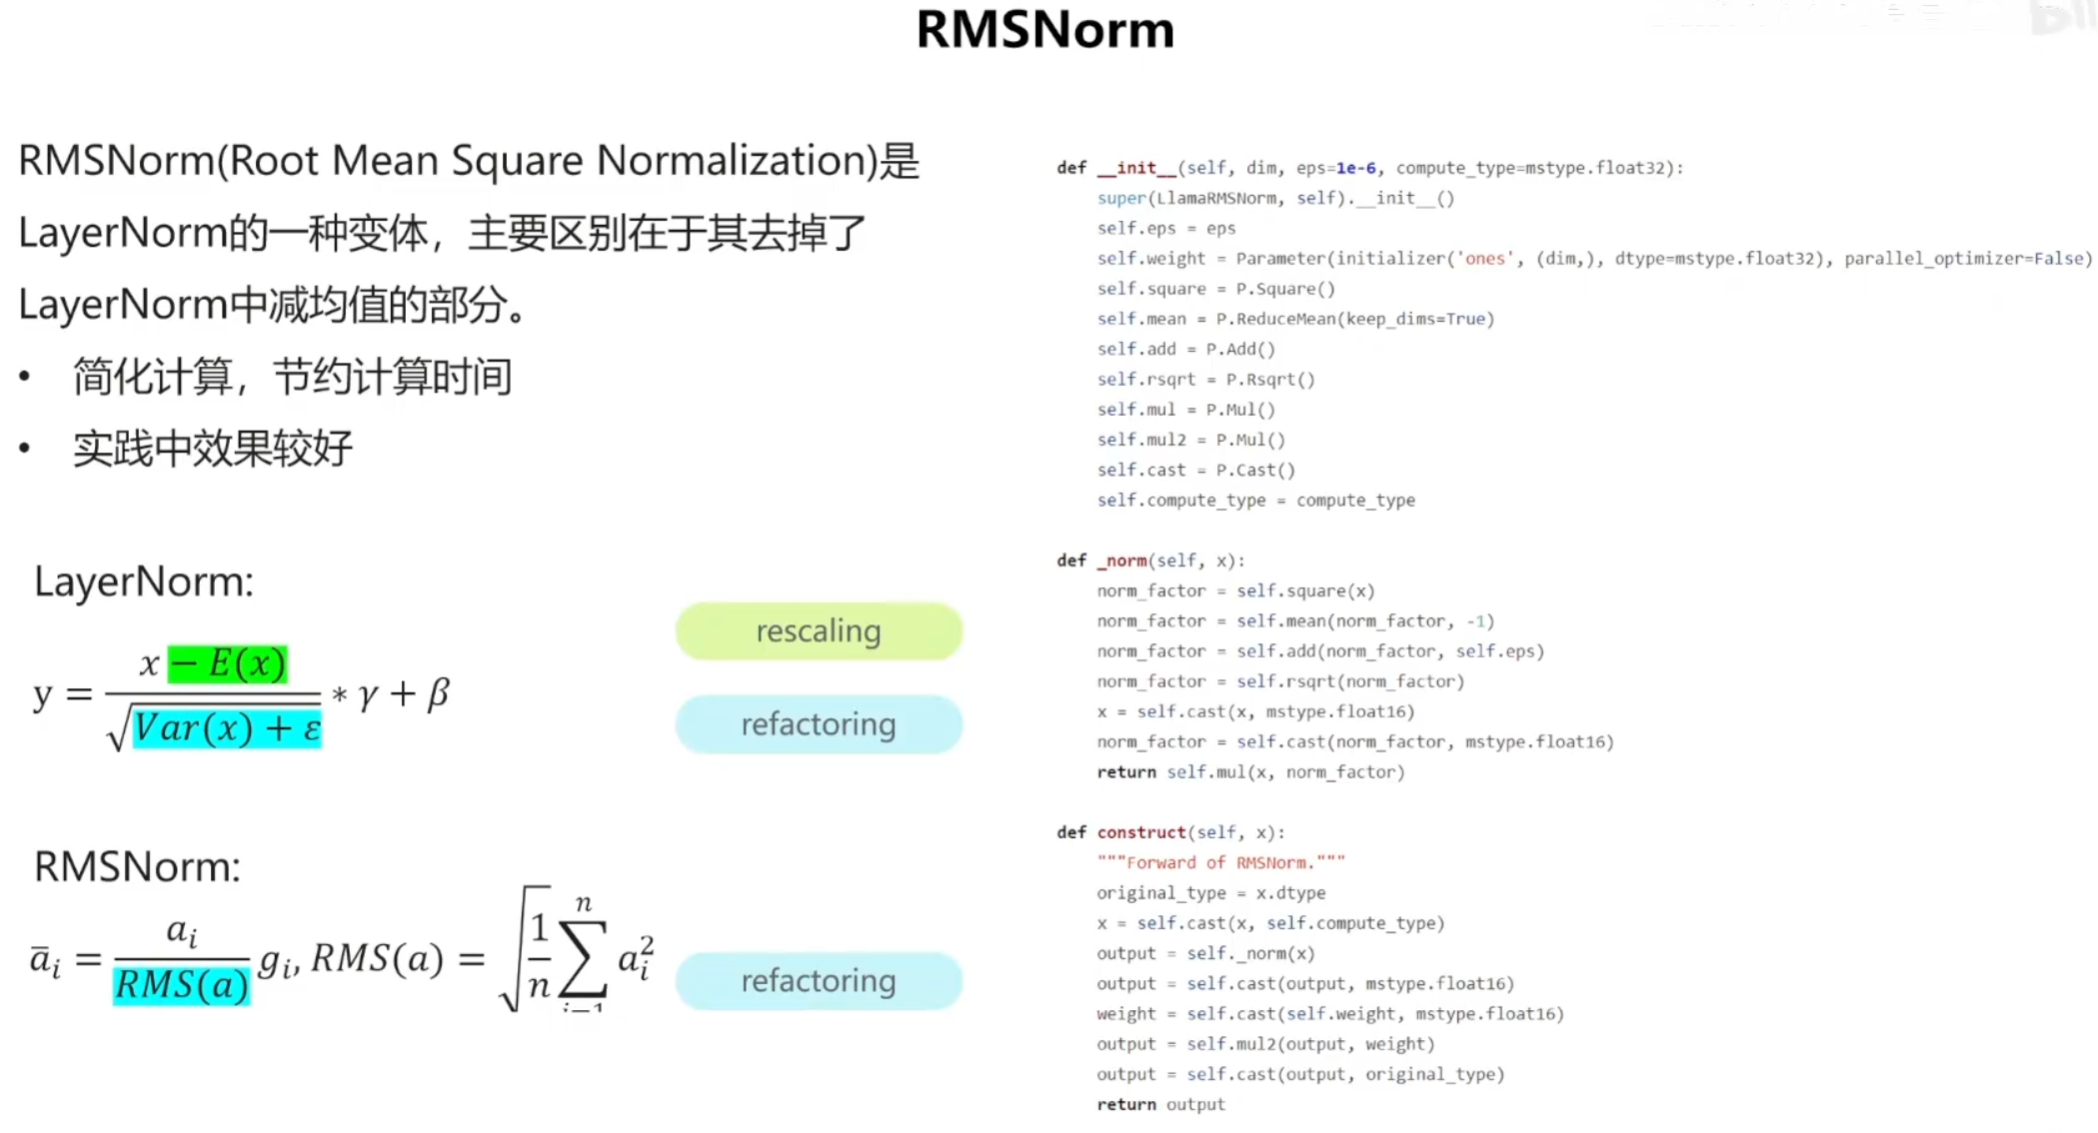 RMSNorm
RMSNorm(Root Mean Square Normalization)是
LayerNorm的一种变体，主要区别在于其去掉了
LayerNorm中减均值的部分。
• 简化计算，节约计算时间
• 实践中效果较好
LayerNorm:
y = \frac{x - E(x)}{\sqrt{Var(x) + ε}} * γ + β
rescaling
refactoring
RMSNorm:
\bar{a}_i = \frac{a_i}{RMS(a)} g_i, RMS(a) = \sqrt{\frac{1}{n} \sum_{i=1}^{n} a_i^2}
refactoring
def __init__(self, dim, eps=1e-6, compute_type=mstype.float32):
super(LlamaRMSNorm, self).__init__()
self.eps = eps
self.weight = Parameter(initializer('ones', (dim,), dtype=mstype.float32), parallel_optimizer=False)
self.square = P.Square()
self.mean = P.ReduceMean(keep_dims=True)
self.add = P.Add()
self.rsqrt = P.Rsqrt()
self.mul = P.Mul()
self.mul2 = P.Mul()
self.cast = P.Cast()
self.compute_type = compute_type
def _norm(self, x):
norm_factor = self.square(x)
norm_factor = self.mean(norm_factor, -1)
norm_factor = self.add(norm_factor, self.eps)
norm_factor = self.rsqrt(norm_factor)
x = self.cast(x, mstype.float16)
norm_factor = self.cast(norm_factor, mstype.float16)
return self.mul(x, norm_factor)
def construct(self, x):
"""Forward of RMSNorm."""
original_type = x.dtype
x = self.cast(x, self.compute_type)
output = self._norm(x)
output = self.cast(output, mstype.float16)
weight = self.cast(self.weight, mstype.float16)
output = self.mul2(output, weight)
output = self.cast(output, original_type)
return output